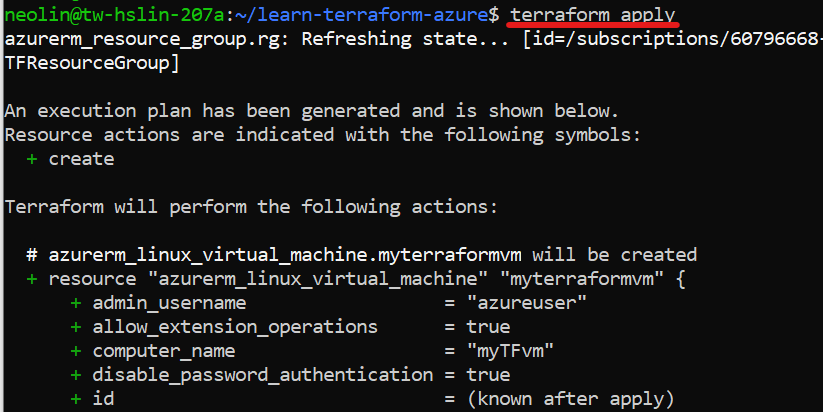 neolin@tw-hslin-207a:~/learn-terraform-azure$ terraform apply
azurerm_resource_group.rg: Refreshing state... [id=/subscriptions/60796668-
TFResourceGroup]
An execution plan has been generated and is shown below.
Resource actions are indicated with the following symbols:
+ create
Terraform will perform the following actions:
# azurerm_linux_virtual_machine.myterraformvm will be created
+ resource "azurerm_linux_virtual_machine" "myterraformvm" {
+ admin_username = "azureuser"
+ allow_extension_operations = true
+ computer_name = "myTFvm"
+ disable_password_authentication = true
+ id = (known after apply)